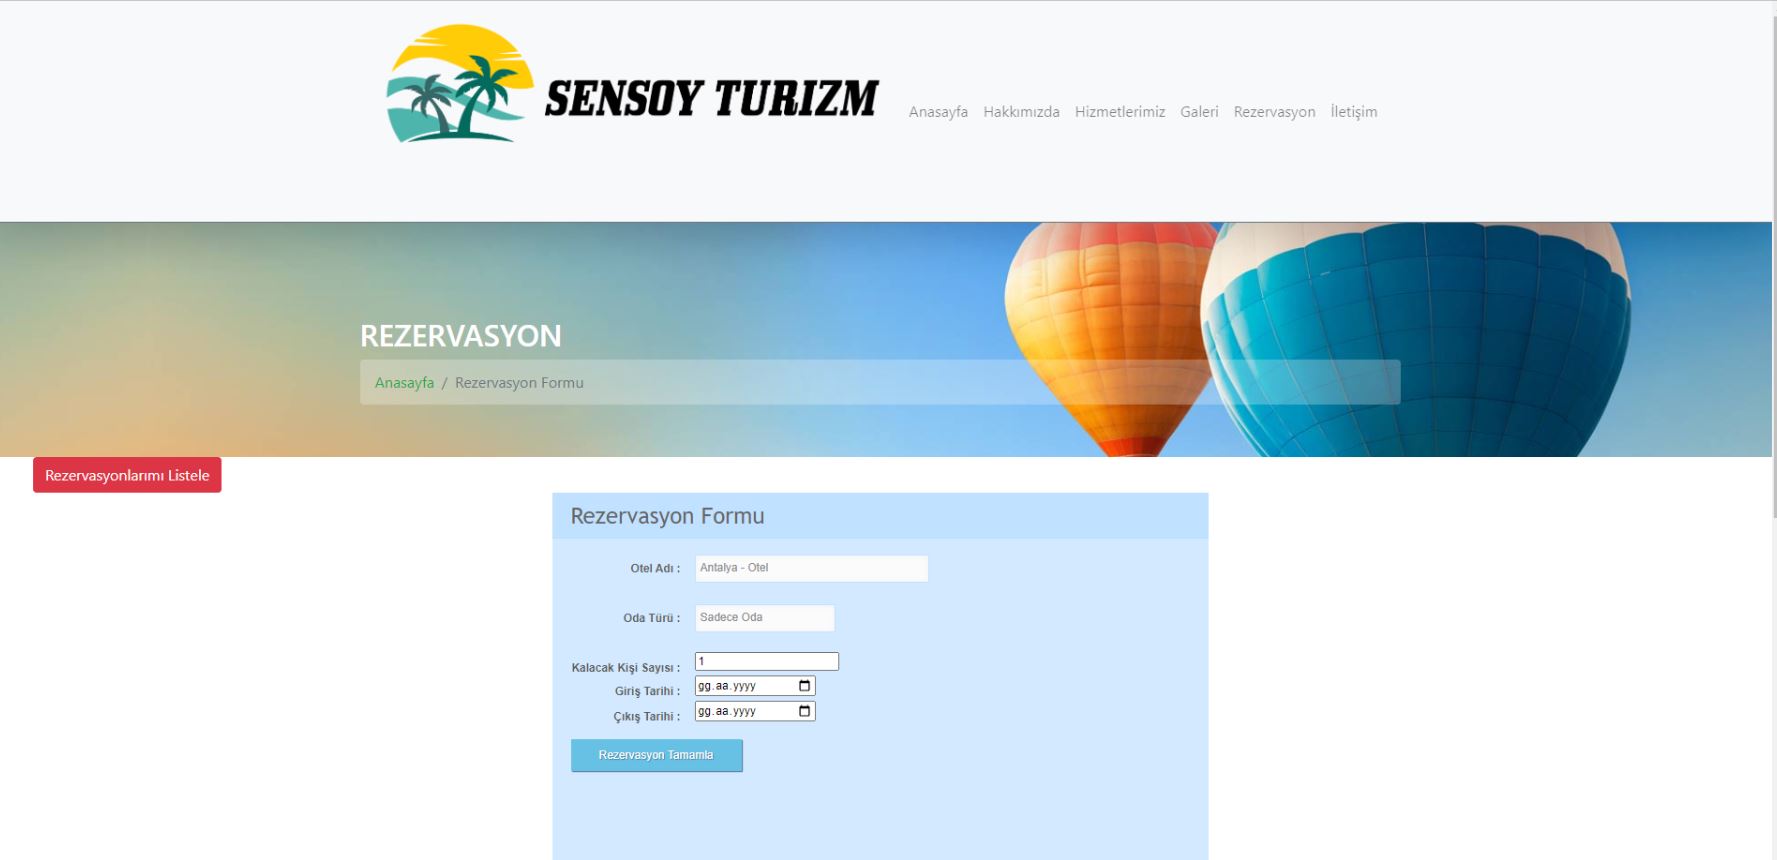 SENSOY TURIZM
Anasayfa Hakkımızda Hizmetlerimiz Galeri Rezervasyon İletişim
REZERVASYON
Anasayfa / Rezervasyon Formu
Rezervasyonlarımı Listele
Rezervasyon Formu
Otel Adı : Antalya - Otel
Oda Türü : Sadece Oda
Kalacak Kişi Sayısı : 1
Giriş Tarihi : gg.aa.yyyy
Çıkış Tarihi : gg.aa.yyyy
Rezervasyon Tamamla